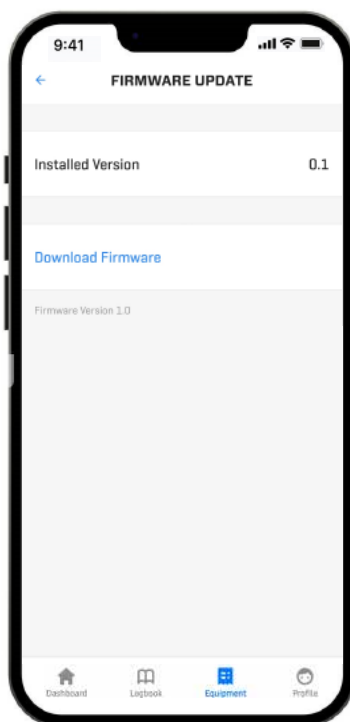 9:41
FIRMWARE UPDATE
Installed Version 0.1
Download Firmware
Firmware Version 1.0
Dashboard Logbook Equipment Profile